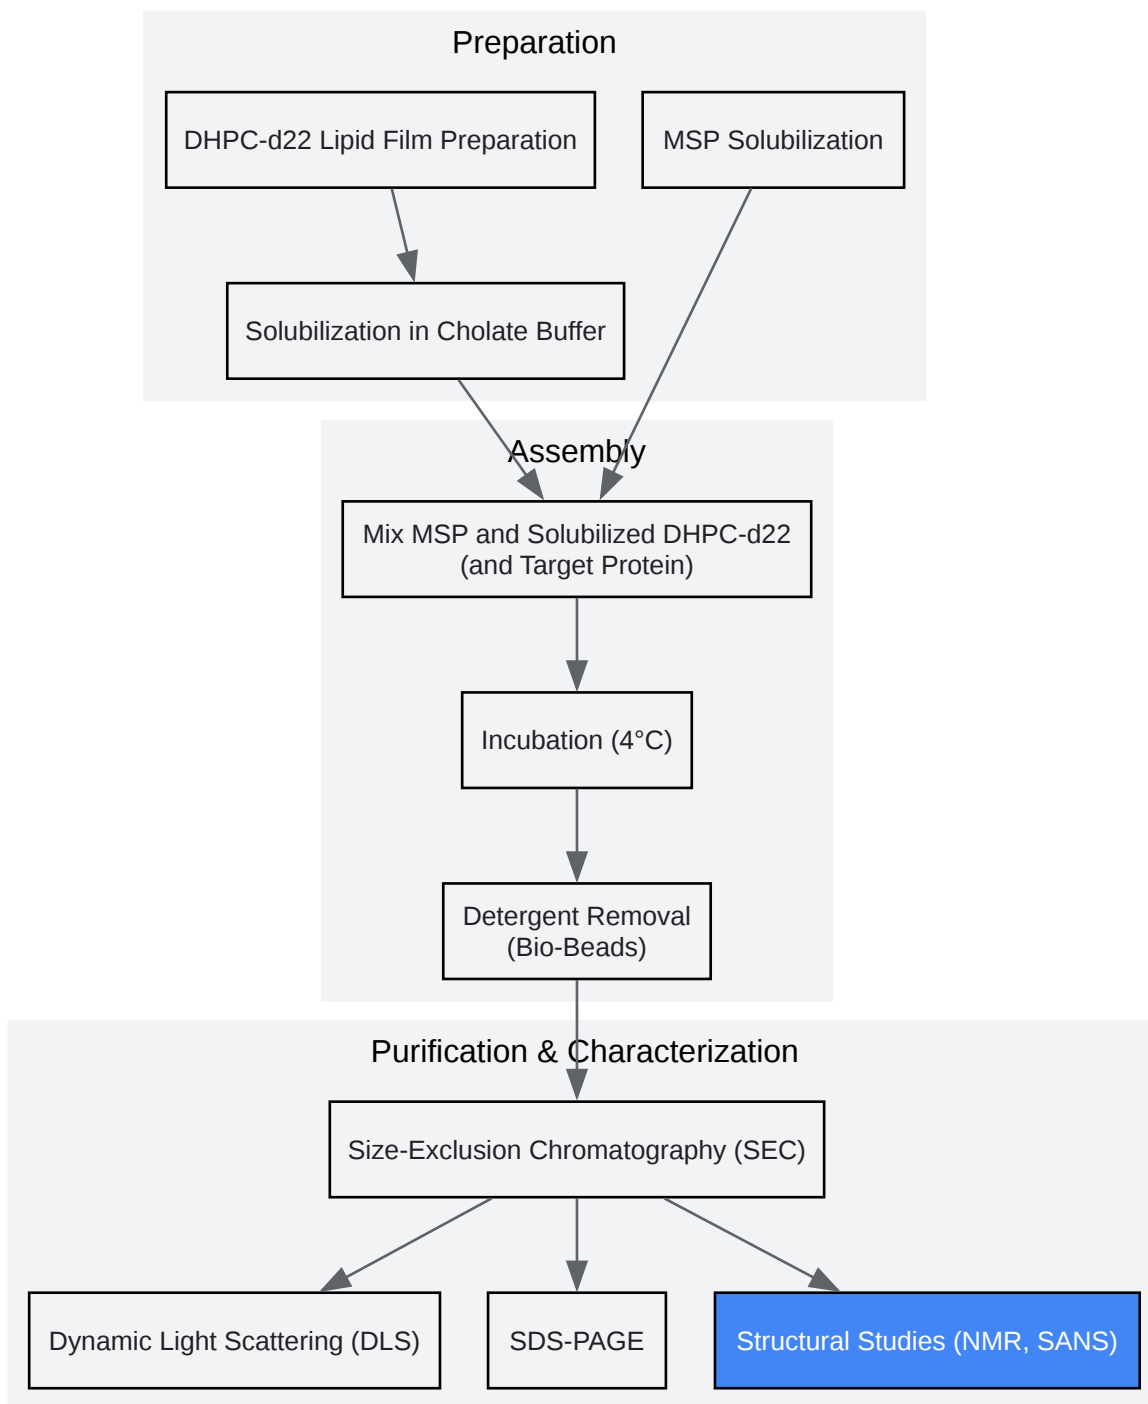 Preparation
DHPC-d22 Lipid Film Preparation
MSP Solubilization
Solubilization in Cholate Buffer
Assembly
Mix MSP and Solubilized DHPC-d22
(and Target Protein)
Incubation (4°C)
Detergent Removal
(Bio-Beads)
Purification & Characterization
Size-Exclusion Chromatography (SEC)
Dynamic Light Scattering (DLS)
SDS-PAGE
Structural Studies (NMR, SANS)